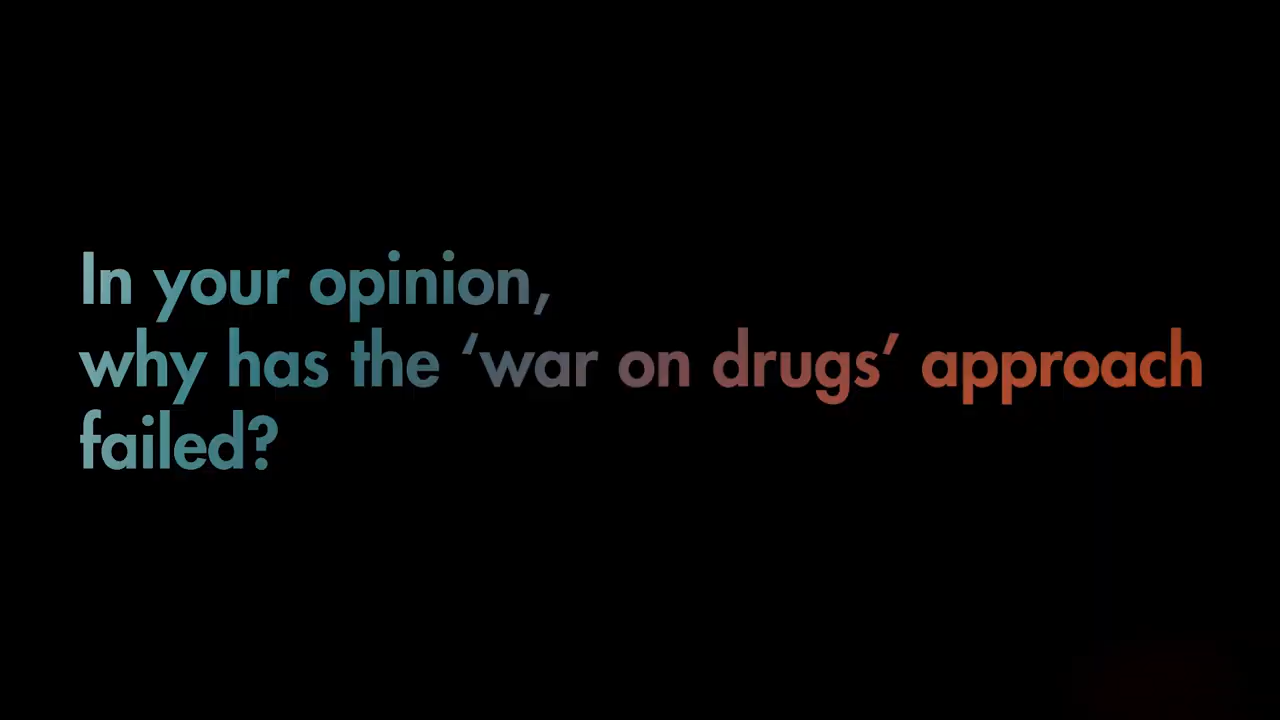 In your opinion,
why has the ‘war on drugs’ approach
failed?